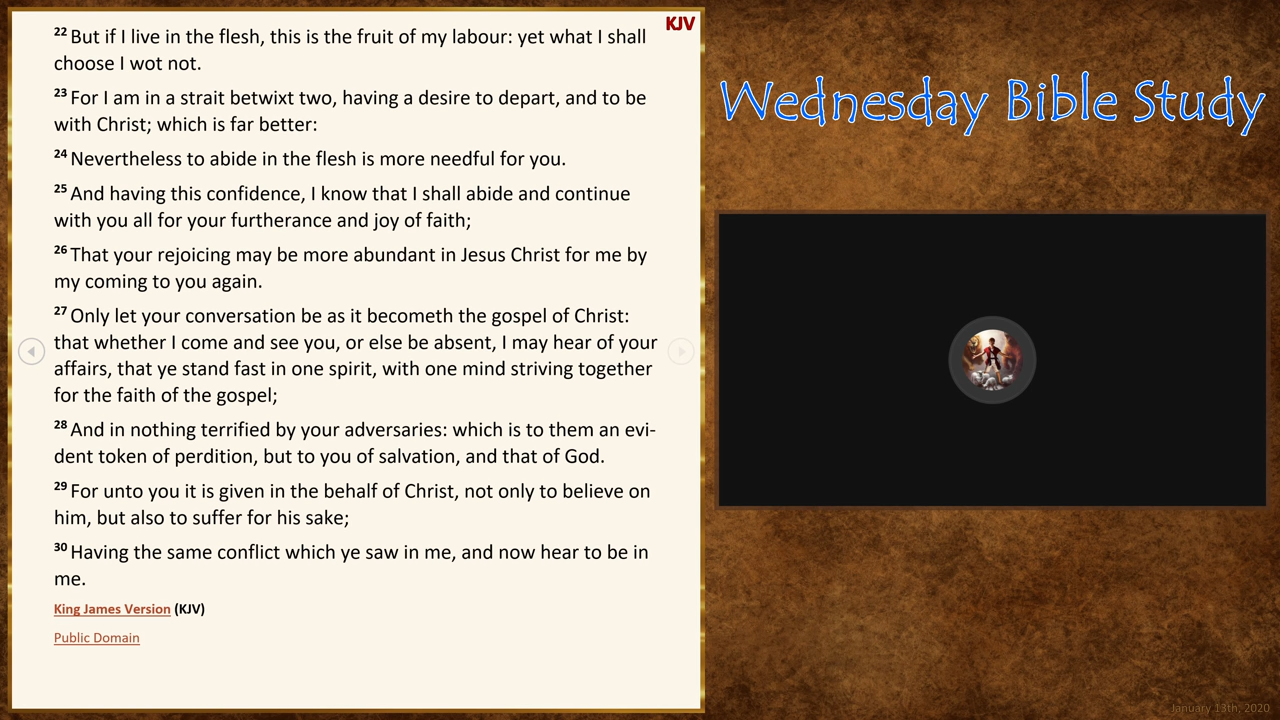 KJV
22 But if I live in the flesh, this is the fruit of my labour: yet what I shall
choose I wot not.
23 For I am in a strait betwixt two, having a desire to depart, and to be
with Christ; which is far better:
24 Nevertheless to abide in the flesh is more needful for you.
25 And having this confidence, I know that I shall abide and continue
with you all for your furtherance and joy of faith;
26 That your rejoicing may be more abundant in Jesus Christ for me by
my coming to you again.
27 Only let your conversation be as it becometh the gospel of Christ:
that whether I come and see you, or else be absent, I may hear of your
affairs, that ye stand fast in one spirit, with one mind striving together
for the faith of the gospel;
28 And in nothing terrified by your adversaries: which is to them an evi-
dent token of perdition, but to you of salvation, and that of God.
29 For unto you it is given in the behalf of Christ, not only to believe on
him, but also to suffer for his sake;
30 Having the same conflict which ye saw in me, and now hear to be in
me.
King James Version (KJV)
Public Domain
Wednesday Bible Study
January 13th, 2020